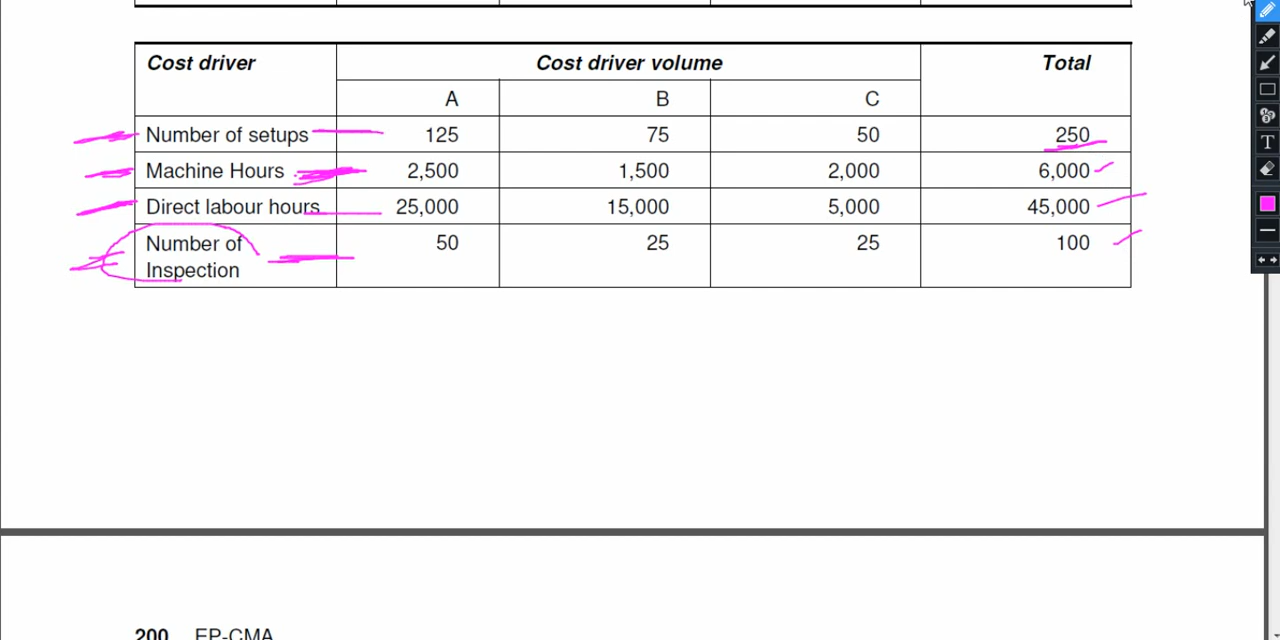 Cost driver Cost driver volume Total
A B C
Number of setups 125 75 50 250
Machine Hours 2,500 1,500 2,000 6,000
Direct labour hours 25,000 15,000 5,000 45,000
Number of 50 25 25 100
Inspection
200 EP-CMA
T